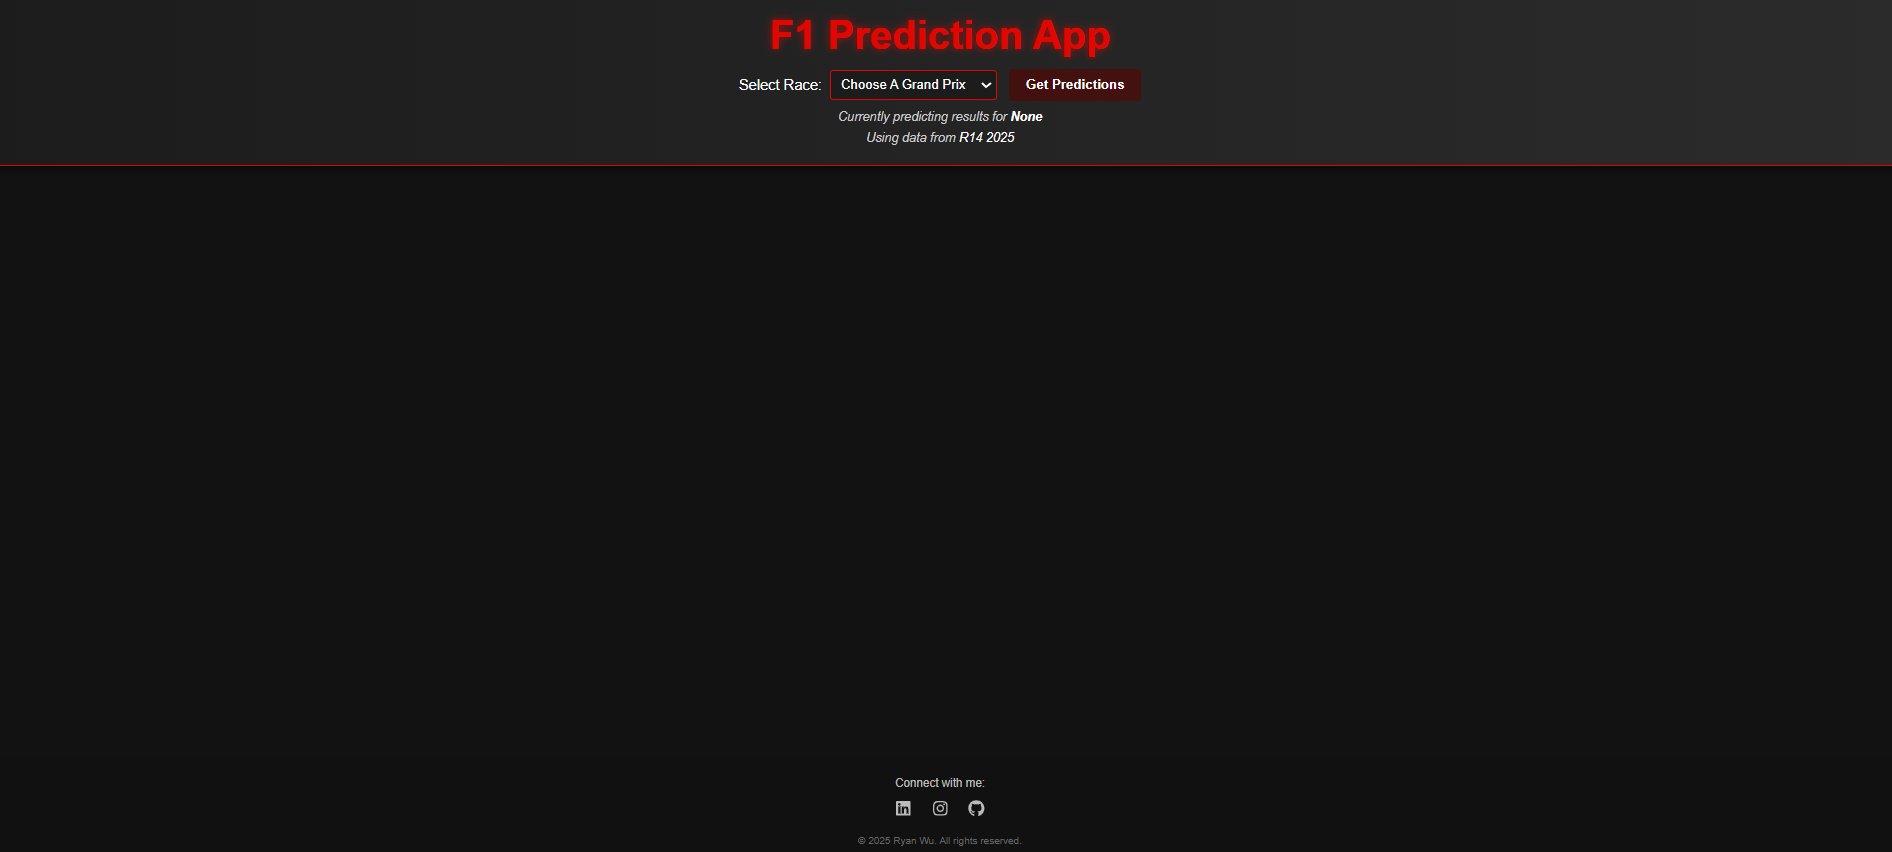 F1 Prediction App
Select Race: Choose A Grand Prix Get Predictions
Currently predicting results for None
Using data from R14 2025
Connect with me:
© 2025 Ryan Wu. All rights reserved.